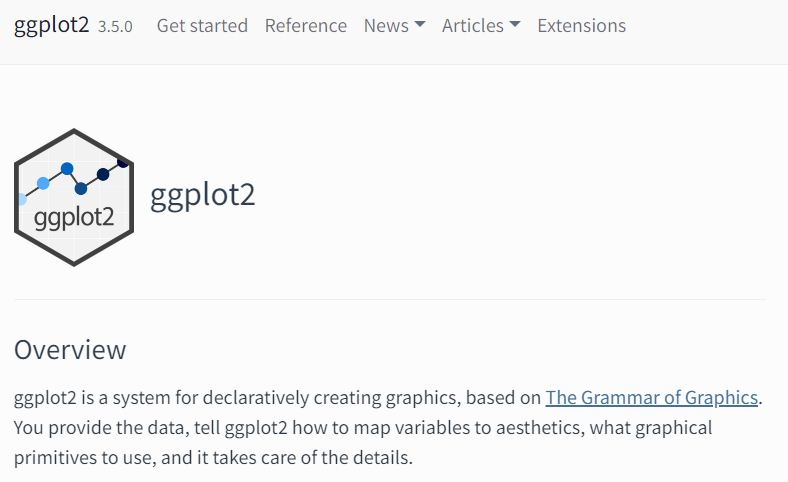 ggplot2 3.5.0 Get started Reference News Articles Extensions
ggplot2
ggplot2
Overview
ggplot2 is a system for declaratively creating graphics, based on The Grammar of Graphics.
You provide the data, tell ggplot2 how to map variables to aesthetics, what graphical
primitives to use, and it takes care of the details.